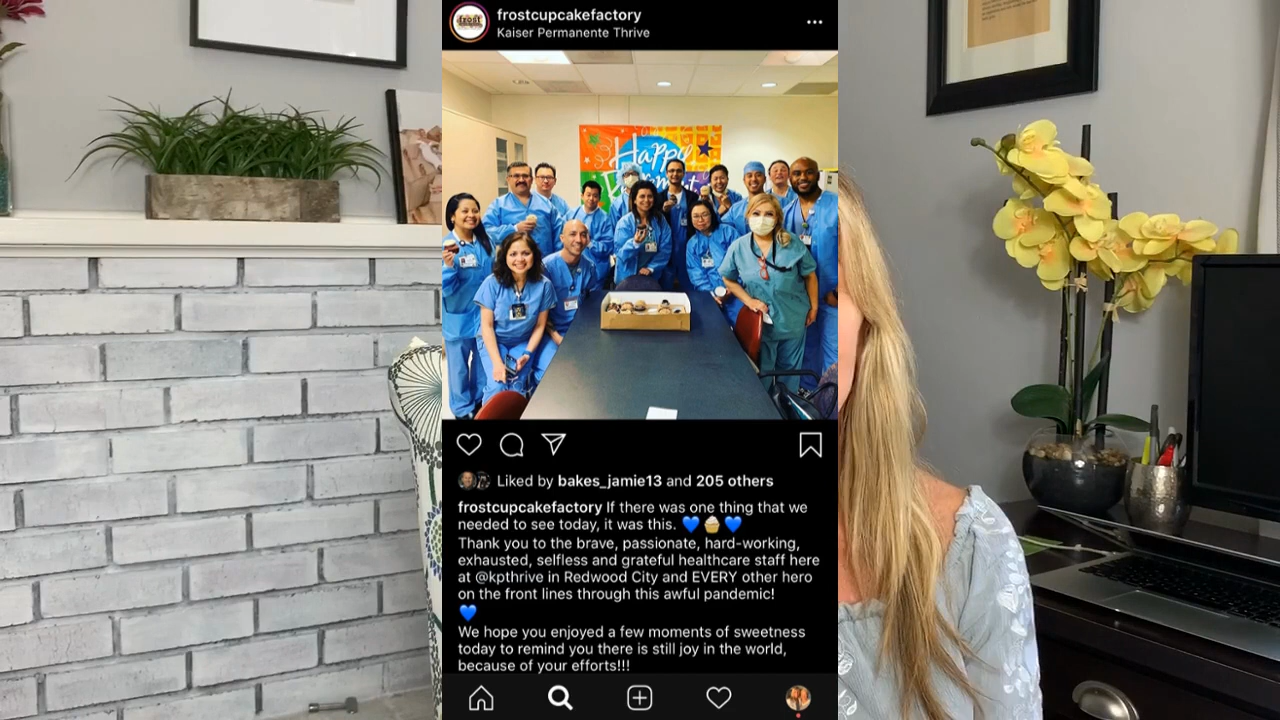 frost
frostcupcakefactory
Kaiser Permanente Thrive
Happy
Liked by bakes_jamie13 and 205 others
frostcupcakefactory If there was one thing that we
needed to see today, it was this. 💙🧁💙
Thank you to the brave, passionate, hard-working,
exhausted, selfless and grateful healthcare staff here
at @kpthrive in Redwood City and EVERY other hero
on the front lines through this awful pandemic!
💙
We hope you enjoyed a few moments of sweetness
today to remind you there is still joy in the world,
because of your efforts!!!